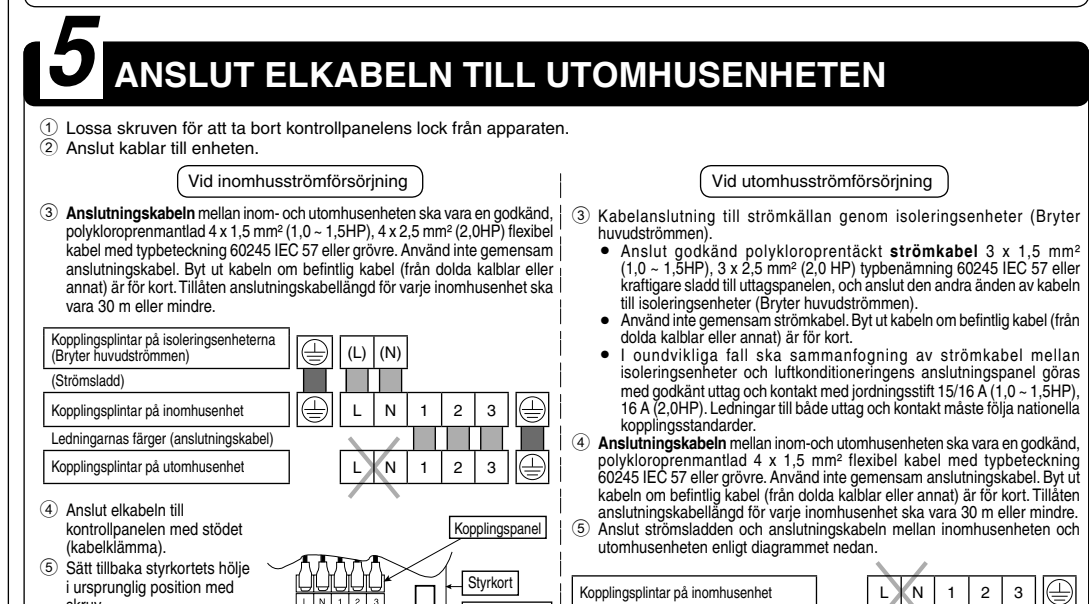 5 ANSLUT ELKABELN TILL UTOMHUSENHETEN
① Lossa skruven för att ta bort kontrollpanelens lock från apparaten.
② Anslut kablar till enheten.
Vid inomhusströmförsörjning
③ Anslutningskabeln mellan inom- och utomhusenheten ska vara en godkänd,
polykloroprenmantlad 4 x 1,5 mm² (1,0 ~ 1,5HP), 4 x 2,5 mm² (2,0HP) flexibel
kabel med typbeteckning 60245 IEC 57 eller grövre. Använd inte gemensam
anslutningskabel. Byt ut kabeln om befintlig kabel (från dolda kalblar eller
annat) är för kort. Tillåten anslutningskabellängd för varje inomhusenhet ska
vara 30 m eller mindre.
Kopplingsplintar på isoleringsenheterna
(Bryter huvudströmmen)
(L) (N)
(Strömsladd)
Kopplingsplintar på inomhusenhet
L N 1 2 3
Ledningarnas färger (anslutningskabel)
Kopplingsplintar på utomhusenhet
L N 1 2 3
④ Anslut elkabeln till
kontrollpanelen med stödet
(kabelklämma).
⑤ Sätt tillbaka styrkortets hölje
i ursprunglig position med
skruv
Kopplingspanel
Styrkort
L N 1 2 3
Vid utomhusströmförsörjning
③ Kabelanslutning till strömkällan genom isoleringsenheter (Bryter
huvudströmmen).
• Anslut godkänd polykloroprentäckt strömkabel 3 x 1,5 mm²
(1,0 ~ 1,5HP), 3 x 2,5 mm² (2,0 HP) typbenämning 60245 IEC 57 eller
kraftigare sladd till uttagspanelen, och anslut den andra änden av kabeln
till isoleringsenheter (Bryter huvudströmmen).
• Använd inte gemensam strömkabel. Byt ut kabeln om befintlig kabel (från
dolda kalblar eller annat) är för kort.
• I oundvikliga fall ska sammanfogning av strömkabel mellan
isoleringsenheter och luftkonditioneringens anslutningspanel göras
med godkänt uttag och kontakt med jordningsstift 15/16 A (1,0 ~ 1,5HP),
16 A (2,0HP). Ledningar till både uttag och kontakt måste följa nationella
kopplingsstandarder.
④ Anslutningskabeln mellan inom-och utomhusenheten ska vara en godkänd,
polykloroprenmantlad 4 x 1,5 mm² flexibel kabel med typbeteckning
60245 IEC 57 eller grövre. Använd inte gemensam anslutningskabel. Byt ut
kabeln om befintlig kabel (från dolda kalblar eller annat) är för kort. Tillåten
anslutningskabellängd för varje inomhusenhet ska vara 30 m eller mindre.
⑤ Anslut strömsladden och anslutningskabeln mellan inomhusenheten och
utomhusenheten enligt diagrammet nedan.
Kopplingsplintar på inomhusenhet
L N 1 2 3